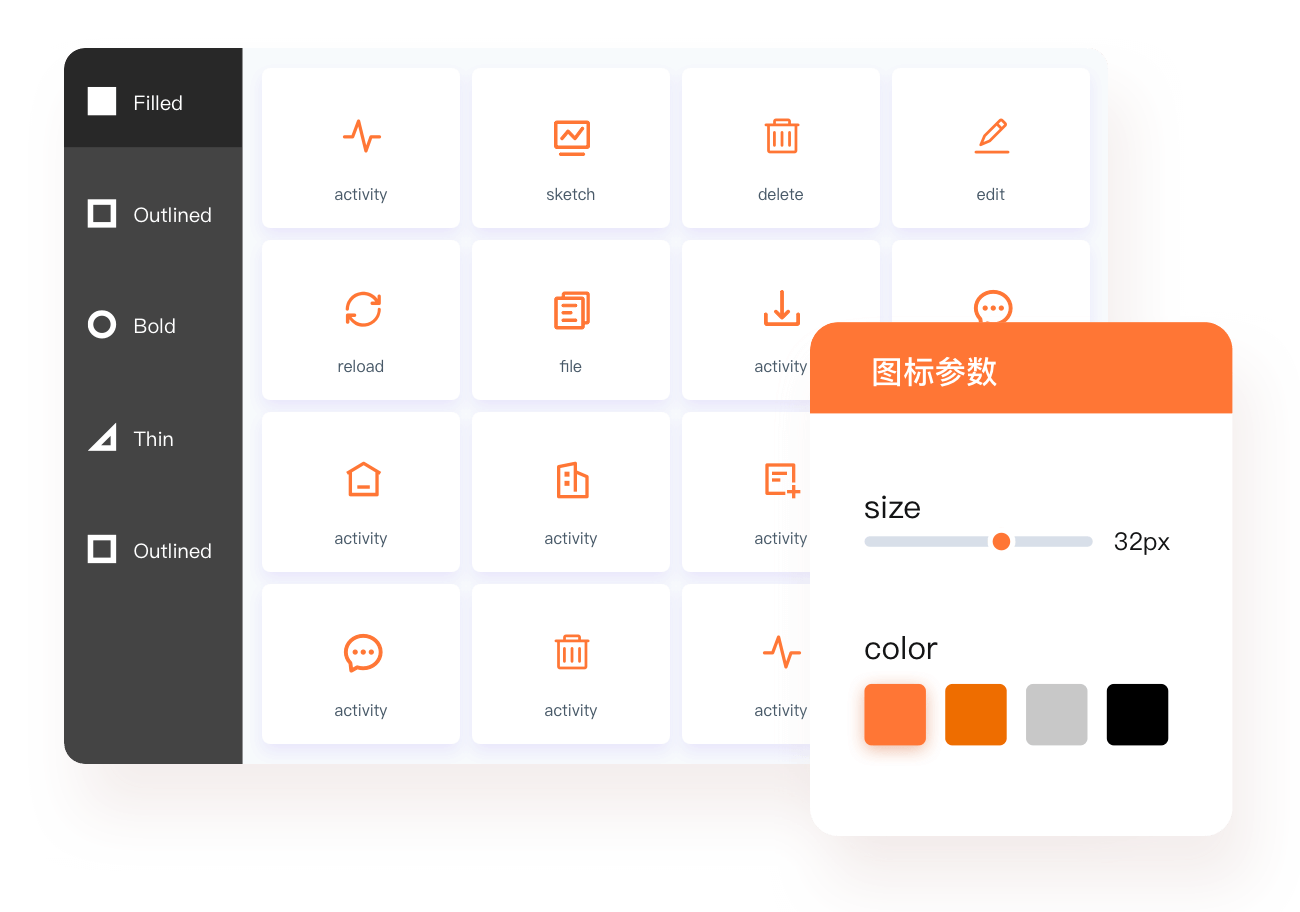 Filled
Outlined
Bold
Thin
Outlined
activity
sketch
delete
edit
reload
file
activity
activity
activity
activity
activity
activity
activity
图标参数
size
32px
color